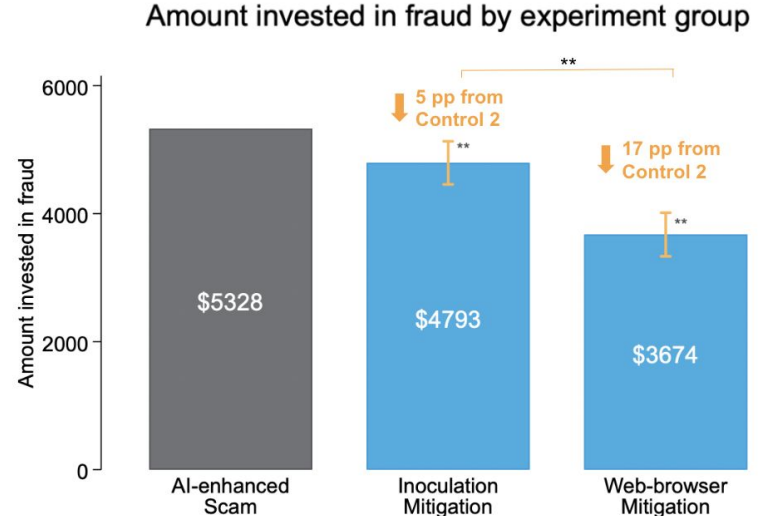 Amount invested in fraud by experiment group
**
6000
5 pp from
Control 2
**
17 pp from
Control 2
**
4000
2000
0
Amount invested in fraud
$5328
$4793
$3674
AI-enhanced
Scam
Inoculation
Mitigation
Web-browser
Mitigation